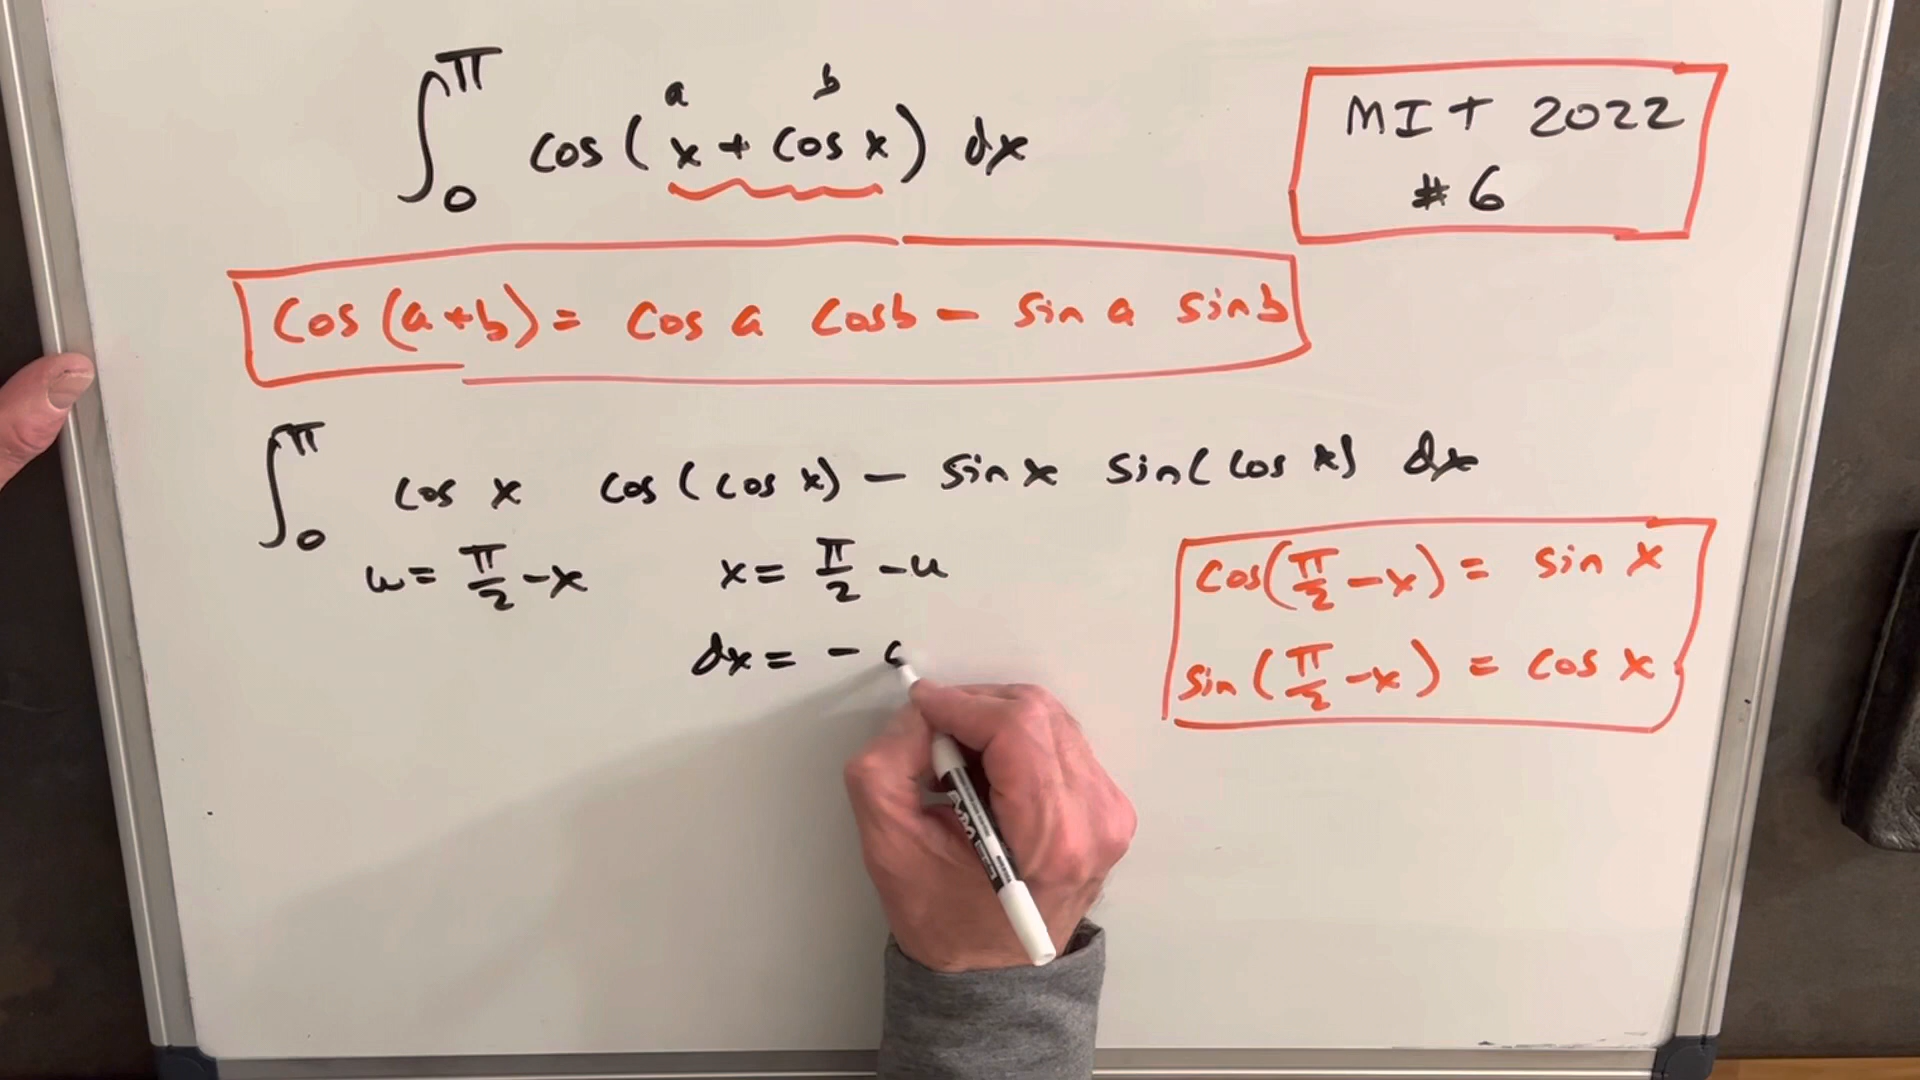 ∫₀^π cos(x + cos x) dx
a b
MIT 2022
#6
cos(a+b) = cos a cos b − sin a sin b
∫₀^π cos x cos(cos x) − sin x sin(cos x) dx
u = π/2 − x x = π/2 − u
dx = −
cos(π/2 − x) = sin x
sin(π/2 − x) = cos x
EXPO